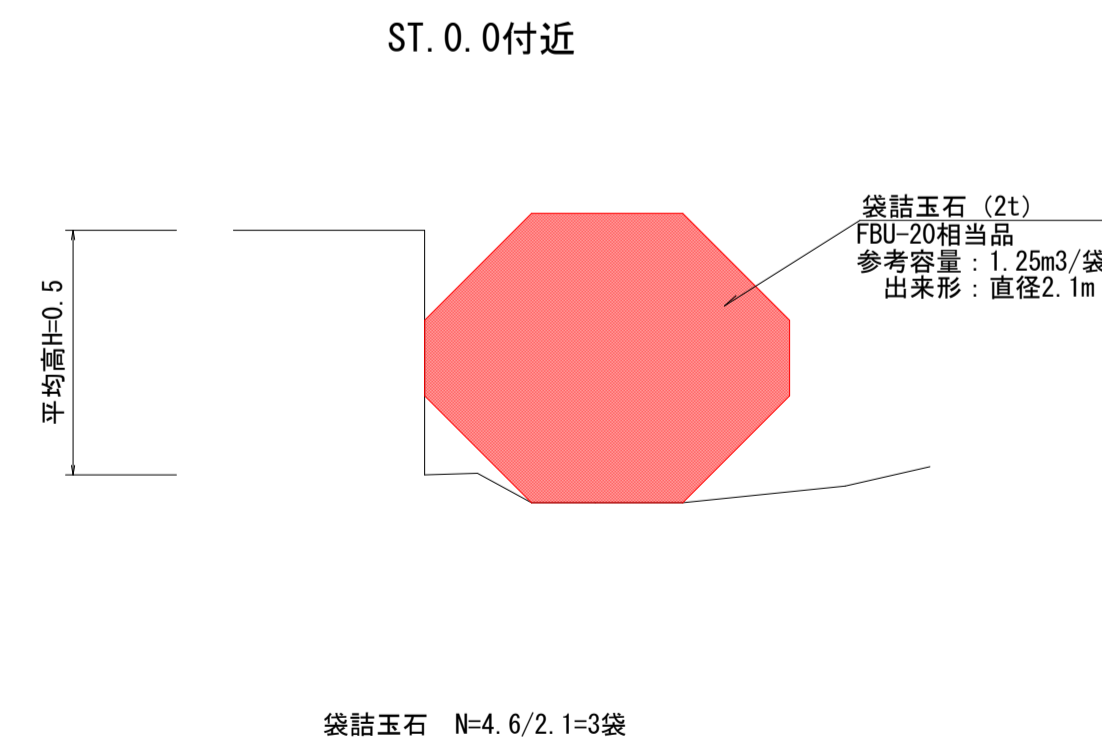 ST.0.0付近
袋詰玉石 (2t)
FBU-20相当品
参考容量：1.25m3/袋
出来形：直径2.1m
平均高H=0.5
袋詰玉石　N=4.6/2.1=3袋